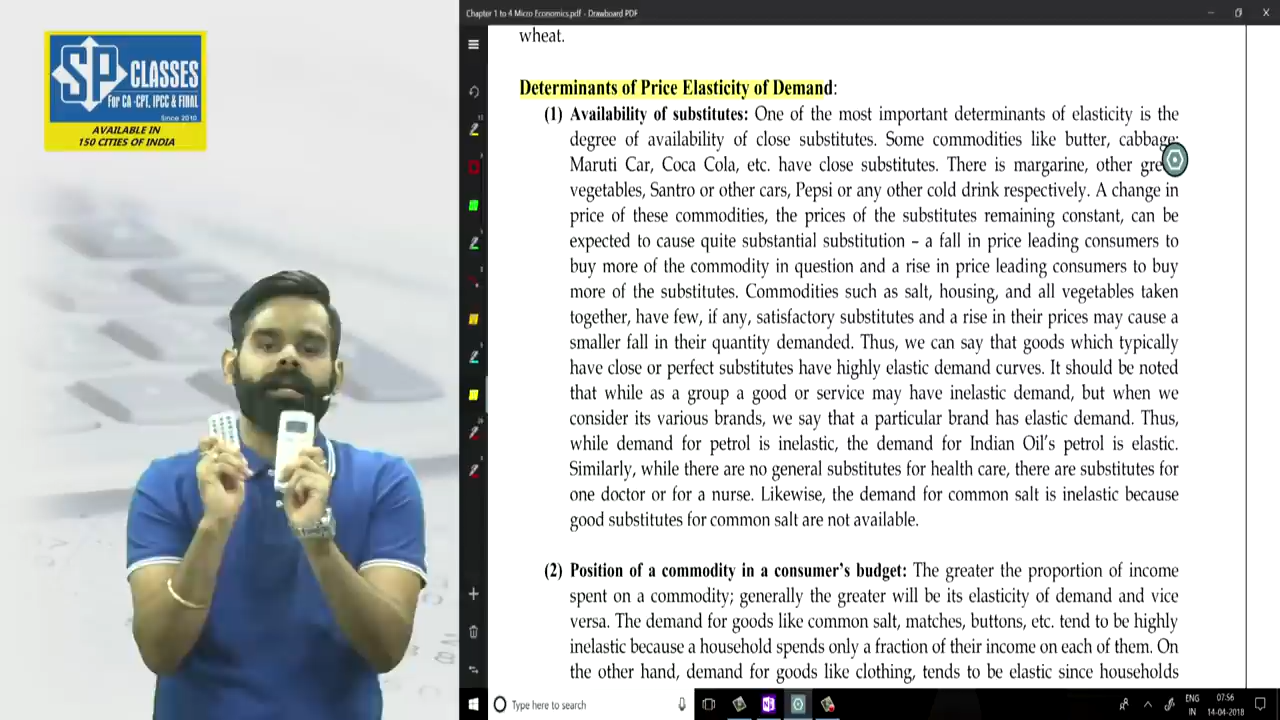 SP CLASSES
For CA -CPT, IPCC & FINAL
Since 2010
AVAILABLE IN
150 CITIES OF INDIA
Chapter 1 to 4 Micro Economics.pdf - Drawboard PDF
wheat.
Determinants of Price Elasticity of Demand:
(1) Availability of substitutes: One of the most important determinants of elasticity is the
degree of availability of close substitutes. Some commodities like butter, cabbage,
Maruti Car, Coca Cola, etc. have close substitutes. There is margarine, other
vegetables, Santro or other cars, Pepsi or any other cold drink respectively. A change in
price of these commodities, the prices of the substitutes remaining constant, can be
expected to cause quite substantial substitution – a fall in price leading consumers to
buy more of the commodity in question and a rise in price leading consumers to buy
more of the substitutes. Commodities such as salt, housing, and all vegetables taken
together, have few, if any, satisfactory substitutes and a rise in their prices may cause a
smaller fall in their quantity demanded. Thus, we can say that goods which typically
have close or perfect substitutes have highly elastic demand curves. It should be noted
that while as a group a good or service may have inelastic demand, but when we
consider its various brands, we say that a particular brand has elastic demand. Thus,
while demand for petrol is inelastic, the demand for Indian Oil's petrol is elastic.
Similarly, while there are no general substitutes for health care, there are substitutes for
one doctor or for a nurse. Likewise, the demand for common salt is inelastic because
good substitutes for common salt are not available.
(2) Position of a commodity in a consumer's budget: The greater the proportion of income
spent on a commodity; generally the greater will be its elasticity of demand and vice
versa. The demand for goods like common salt, matches, buttons, etc. tend to be highly
inelastic because a household spends only a fraction of their income on each of them. On
the other hand, demand for goods like clothing, tends to be elastic since households
Type here to search
ENG
IN
07:56
14-04-2018